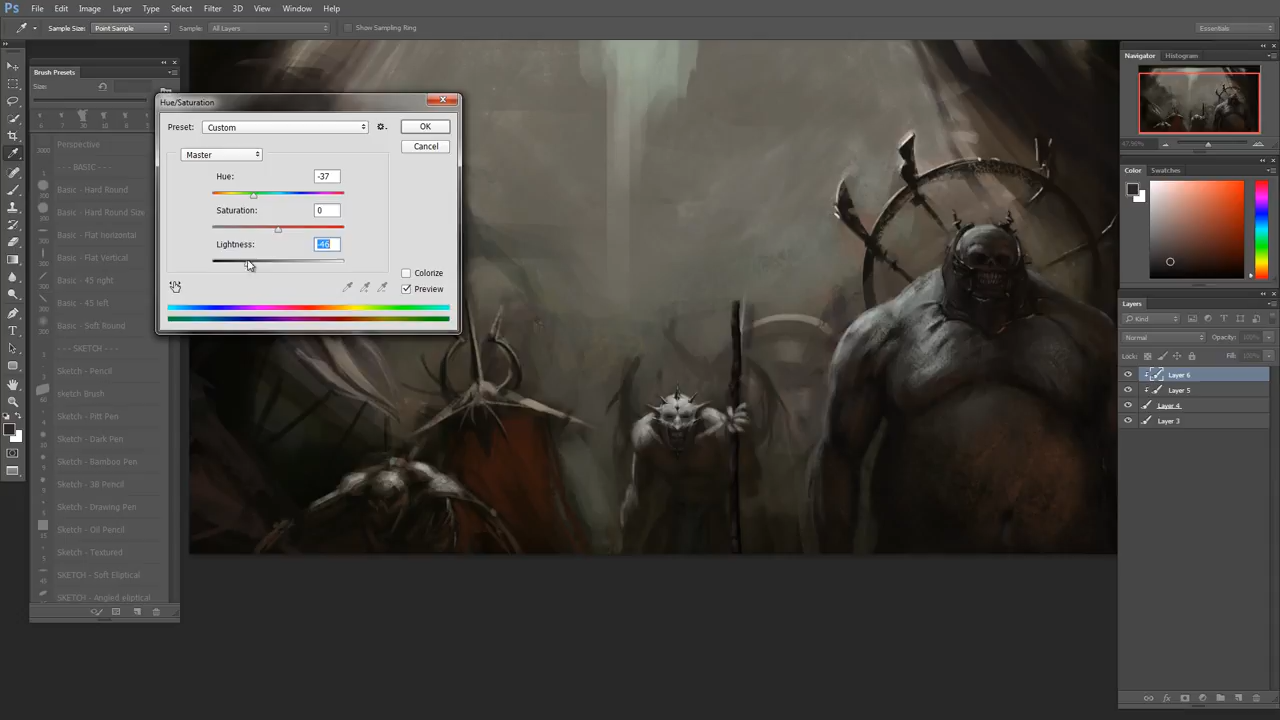 Ps File Edit Image Layer Type Select Filter 3D View Window Help
Sample Size: Point Sample Sample: All Layers Show Sampling Ring Essentials
Brush Presets
Size:
Perspective
--- BASIC ---
Basic - Hard Round
Basic - Hard Round Size
Basic - Flat horizontal
Basic - Flat Vertical
Basic - 45 right
Basic - 45 left
Basic - Soft Round
--- SKETCH ---
Sketch - Pencil
sketch Brush
Sketch - Pitt Pen
Sketch - Dark Pen
Sketch - Bamboo Pen
Sketch - 3B Pencil
Sketch - Drawing Pen
Sketch - Oil Pencil
Sketch - Textured
SKETCH - Soft Eliptical
SKETCH - Angled eliptical
Hue/Saturation
Preset: Custom OK
Cancel
Master
Hue: -37
Saturation: 0
Lightness: -46
Colorize
Preview
Navigator Histogram
Color Swatches
Layers
Kind
Normal Opacity: 100%
Lock: Fill: 100%
Layer 6
Layer 5
Layer 4
Layer 3